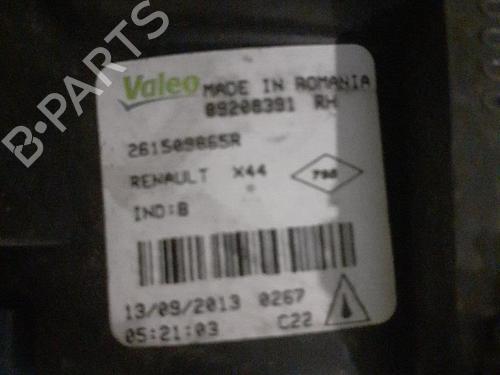 B-PARTS
Valeo MADE IN ROMANIA
89208391 RH
261509865R
RENAULT X44
IND:B
13/09/2013 0267
05:21:03 C22